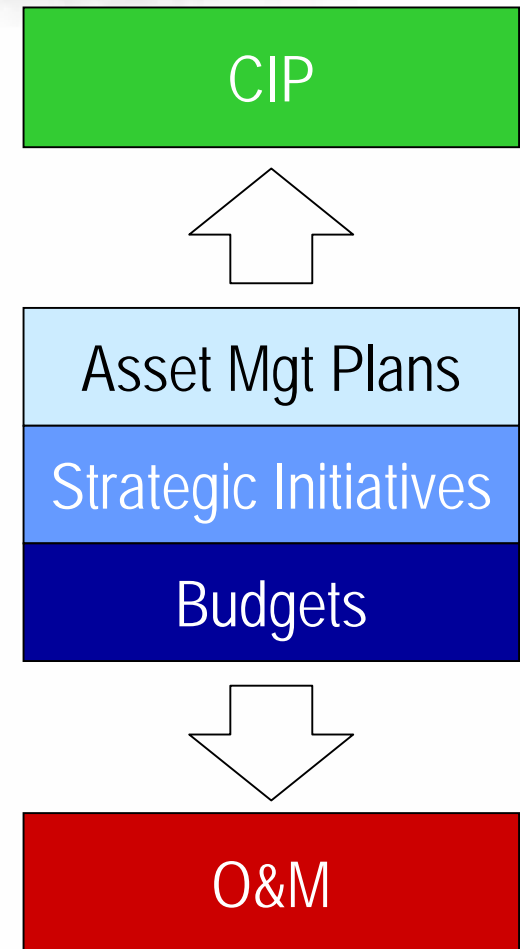 CIP
Asset Mgt Plans
Strategic Initiatives
Budgets
O&M